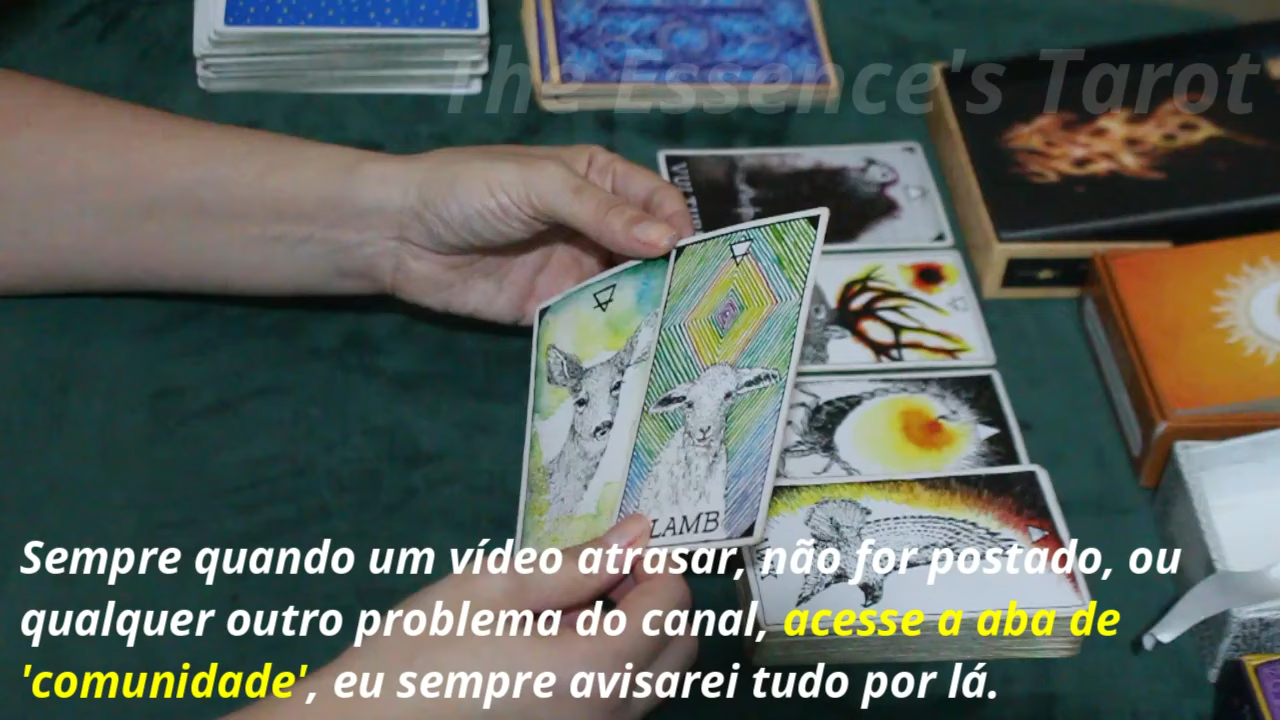 The Essence's Tarot
LAMB
Sempre quando um vídeo atrasar, não for postado, ou
qualquer outro problema do canal, acesse a aba de
'comunidade', eu sempre avisarei tudo por lá.